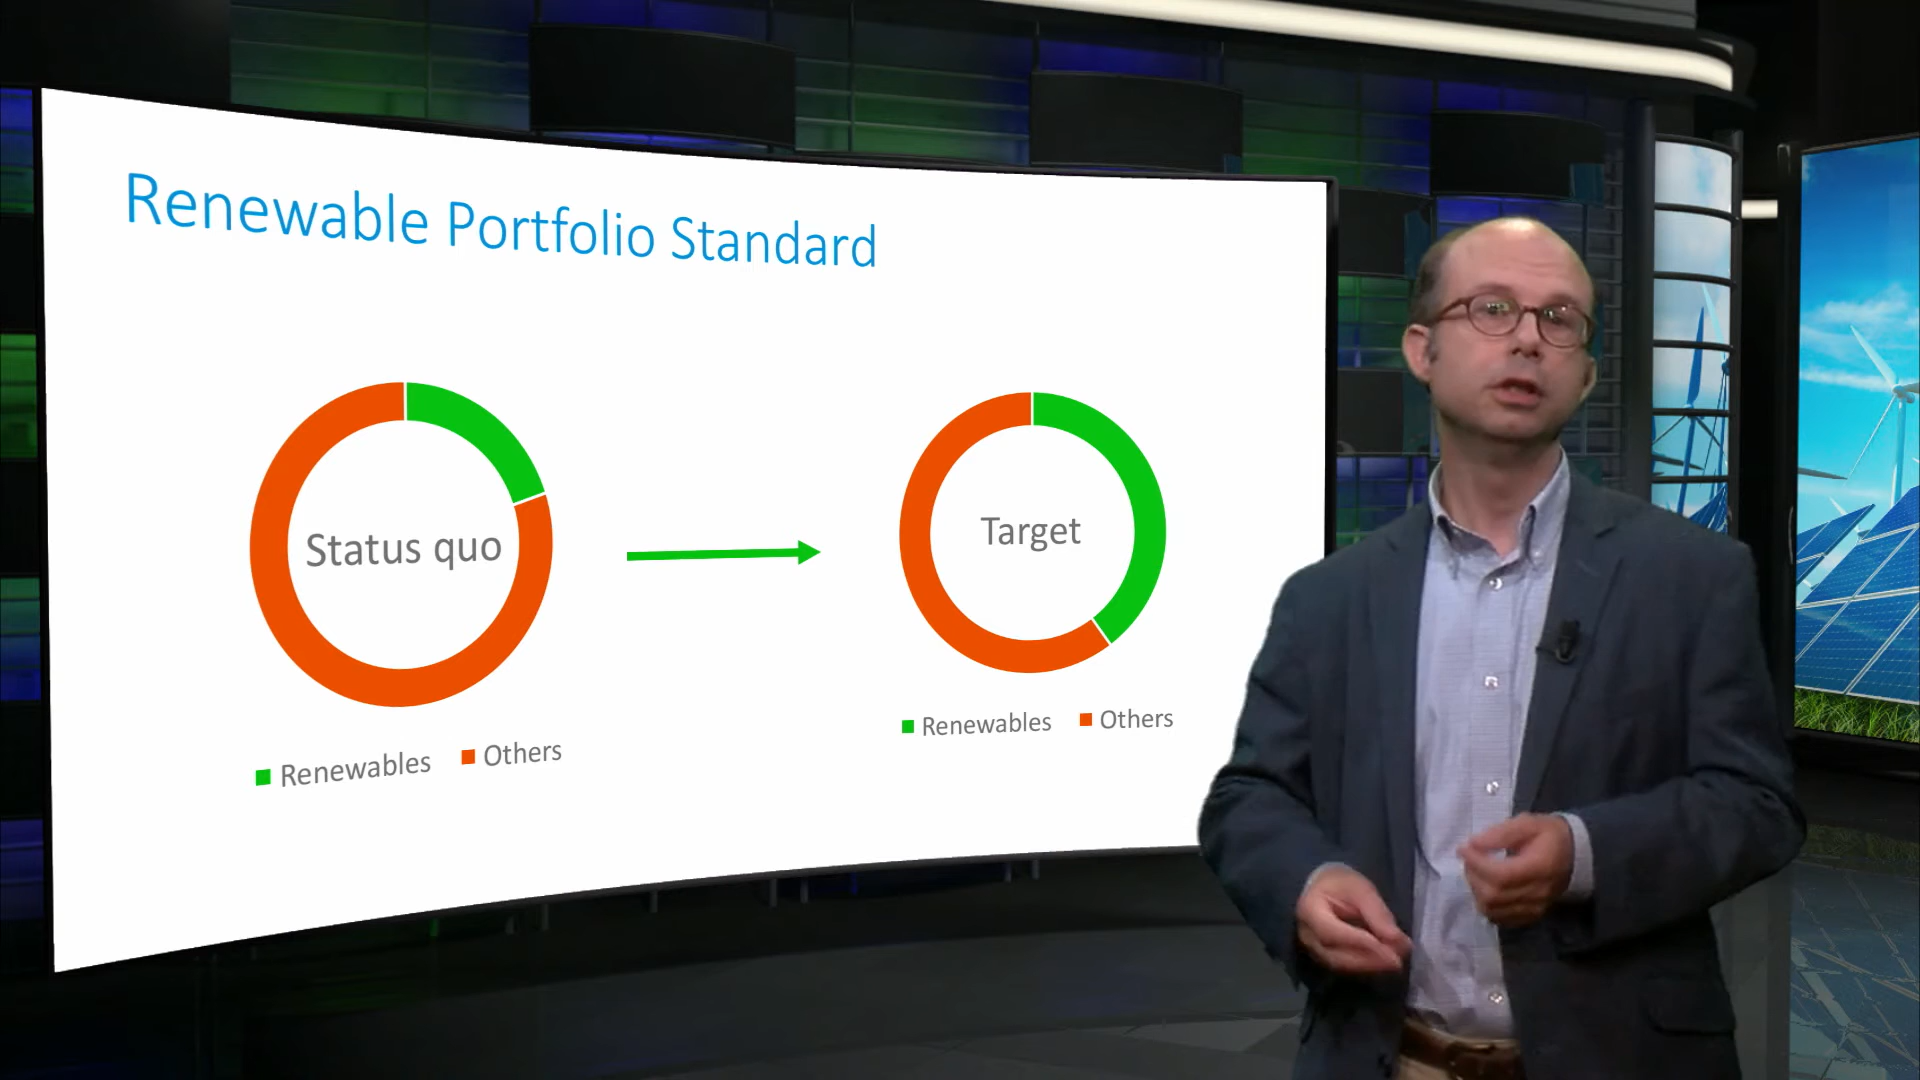 Renewable Portfolio Standard
Status quo
Target
Renewables Others
Renewables Others